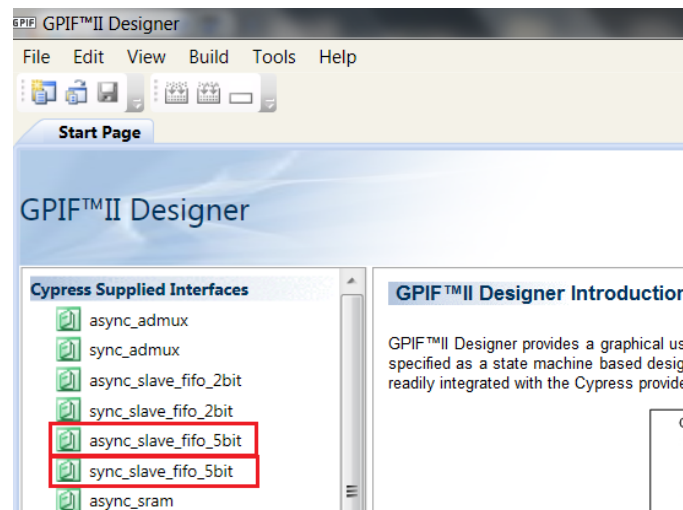 GPIF GPIF™II Designer
File Edit View Build Tools Help
Start Page
GPIF™II Designer
Cypress Supplied Interfaces
async_admux
sync_admux
async_slave_fifo_2bit
sync_slave_fifo_2bit
async_slave_fifo_5bit
sync_slave_fifo_5bit
async_sram
GPIF™II Designer Introduction
GPIF™II Designer provides a graphical us
specified as a state machine based desig
readily integrated with the Cypress provide